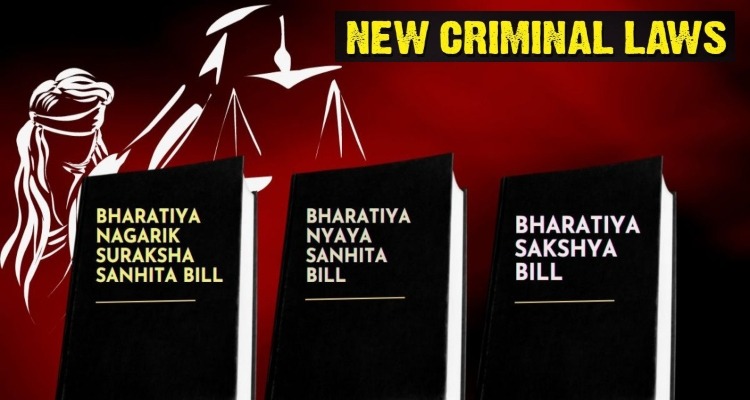 NEW CRIMINAL LAWS
BHARATIYA
NAGARIK
SURAKSHA
SANHITA BILL
BHARATIYA
NYAYA
SANHITA
BILL
BHARATIYA
SAKSHYA
BILL